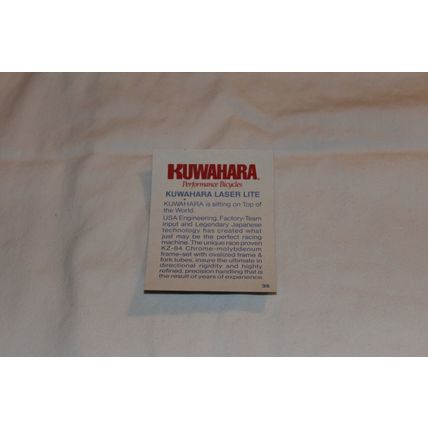 KUWAHARA
Performance Bicycles
KUWAHARA LASER LITE
KUWAHARA is sitting on Top of
the World.
USA Engineering, Factory-Team
input and Legendary Japanese
technology has created what
just may be the perfect racing
machine. The unique race proven
KZ-84 Chrome-molybdenum
frame-set with ovalized frame &
fork tubes, insure the ultimate in
directional rigidity and highly
refined, precision handling that is
the result of years of experience.